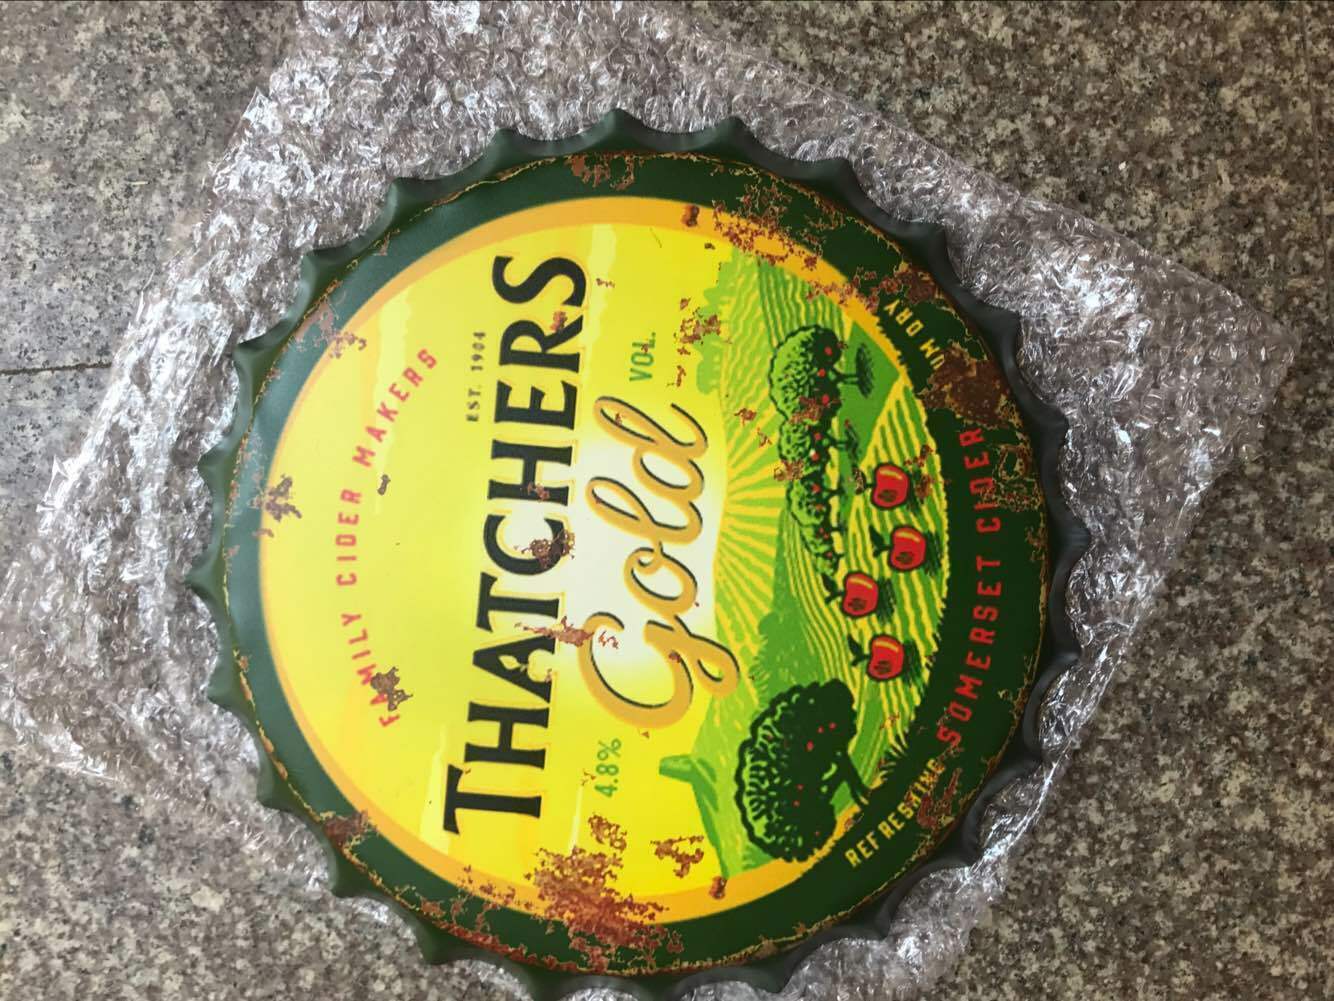 FAMILY CIDER MAKERS
EST. 1904
THATCHERS
Gold
4.8% VOL.
REFRESHING
UM DRY
SOMERSET CIDER